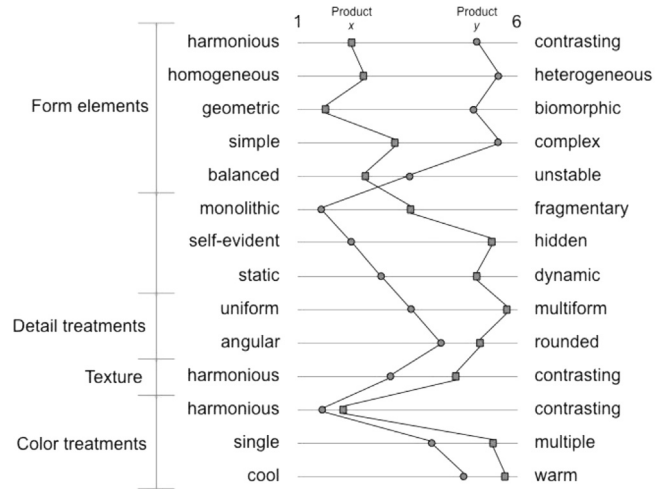 1 Product x Product y 6
harmonious contrasting
homogeneous heterogeneous
Form elements geometric biomorphic
simple complex
balanced unstable
monolithic fragmentary
self-evident hidden
static dynamic
uniform multiform
Detail treatments
angular rounded
Texture harmonious contrasting
harmonious contrasting
Color treatments single multiple
cool warm